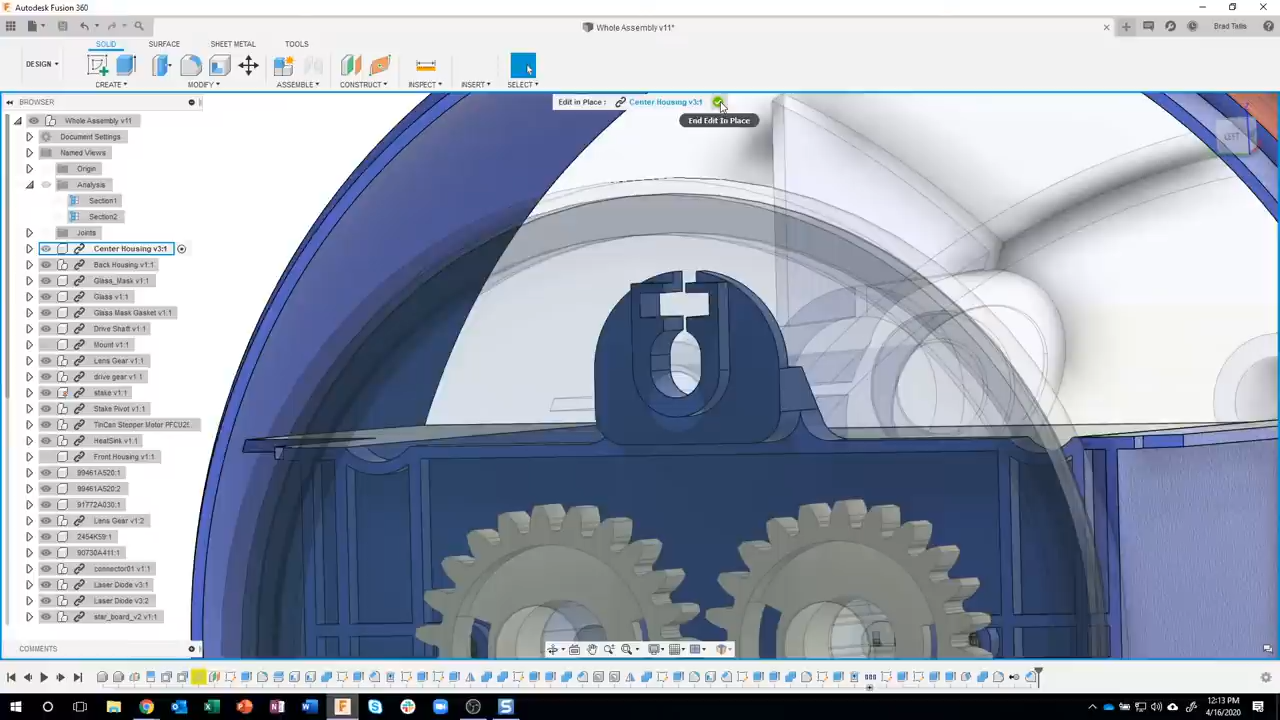 Autodesk Fusion 360
Whole Assembly v11*
Brad Tallis
DESIGN
SOLID
SURFACE
SHEET METAL
TOOLS
CREATE
MODIFY
ASSEMBLE
CONSTRUCT
INSPECT
INSERT
SELECT
BROWSER
Edit in Place :
Center Housing v3:1
End Edit In Place
LEFT
Whole Assembly v11
Document Settings
Named Views
Origin
Analysis
Section1
Section2
Joints
Center Housing v3:1
Back Housing v1:1
Glass_Mask v1:1
Glass v1:1
Glass Mask Gasket v1:1
Drive Shaft v1:1
Mount v1:1
Lens Gear v1:1
drive gear v1:1
stake v1:1
Stake Pivot v1:1
TinCan Stepper Motor PFCU25...
HeatSink v1:1
Front Housing v1:1
99461A520:1
99461A520:2
91772A030:1
Lens Gear v1:2
2454K59:1
90730A411:1
connector01 v1:1
Laser Diode v3:1
Laser Diode v3:2
star_board_v2 v1:1
COMMENTS
12:13 PM
4/16/2020